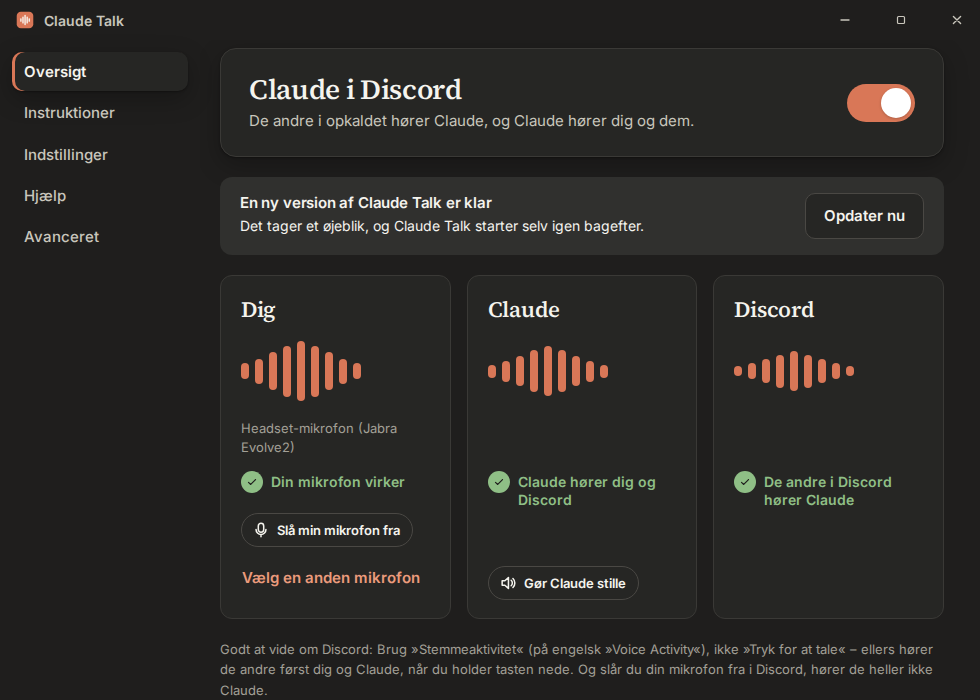 Claude Talk
Oversigt
Instruktioner
Indstillinger
Hjælp
Avanceret
Claude i Discord
De andre i opkaldet hører Claude, og Claude hører dig og dem.
En ny version af Claude Talk er klar
Det tager et øjeblik, og Claude Talk starter selv igen bagefter.
Opdater nu
Dig
Headset-mikrofon (Jabra
Evolve2)
Din mikrofon virker
Slå min mikrofon fra
Vælg en anden mikrofon
Claude
Claude hører dig og
Discord
Gør Claude stille
Discord
De andre i Discord
hører Claude
Godt at vide om Discord: Brug »Stemmeaktivitet« (på engelsk »Voice Activity«), ikke »Tryk for at tale« – ellers hører
de andre først dig og Claude, når du holder tasten nede. Og slår du din mikrofon fra i Discord, hører de heller ikke
Claude.